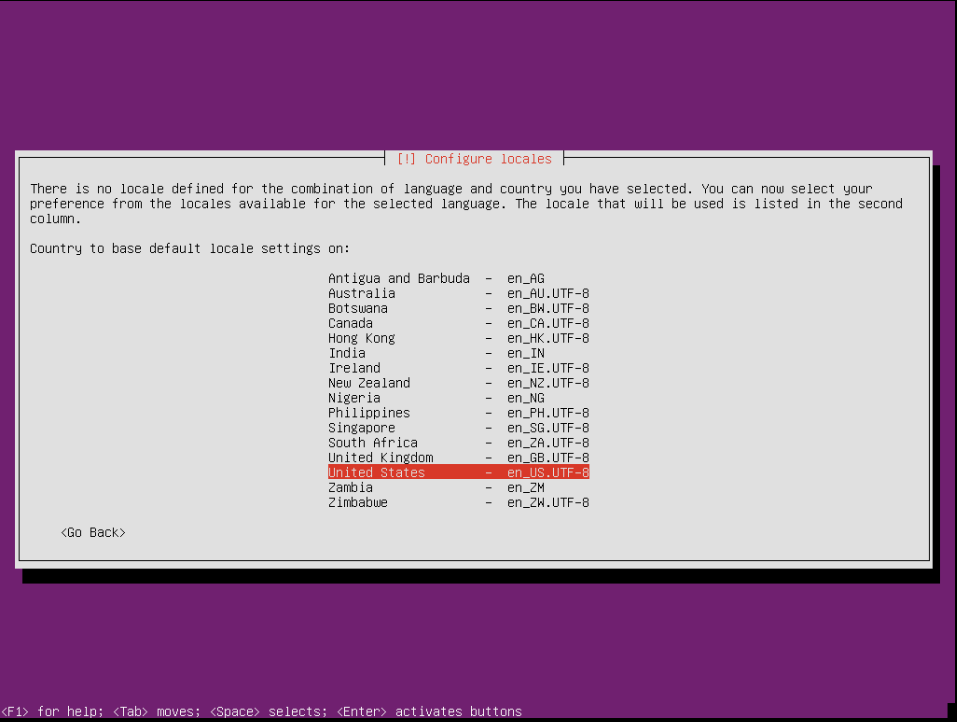 [!] Configure locales
There is no locale defined for the combination of language and country you have selected. You can now select your
preference from the locales available for the selected language. The locale that will be used is listed in the second
column.
Country to base default locale settings on:
Antigua and Barbuda - en_AG
Australia - en_AU.UTF-8
Botswana - en_BW.UTF-8
Canada - en_CA.UTF-8
Hong Kong - en_HK.UTF-8
India - en_IN
Ireland - en_IE.UTF-8
New Zealand - en_NZ.UTF-8
Nigeria - en_NG
Philippines - en_PH.UTF-8
Singapore - en_SG.UTF-8
South Africa - en_ZA.UTF-8
United Kingdom - en_GB.UTF-8
United States - en_US.UTF-8
Zambia - en_ZM
Zimbabwe - en_ZW.UTF-8
<Go Back>
<F1> for help; <Tab> moves; <Space> selects; <Enter> activates buttons